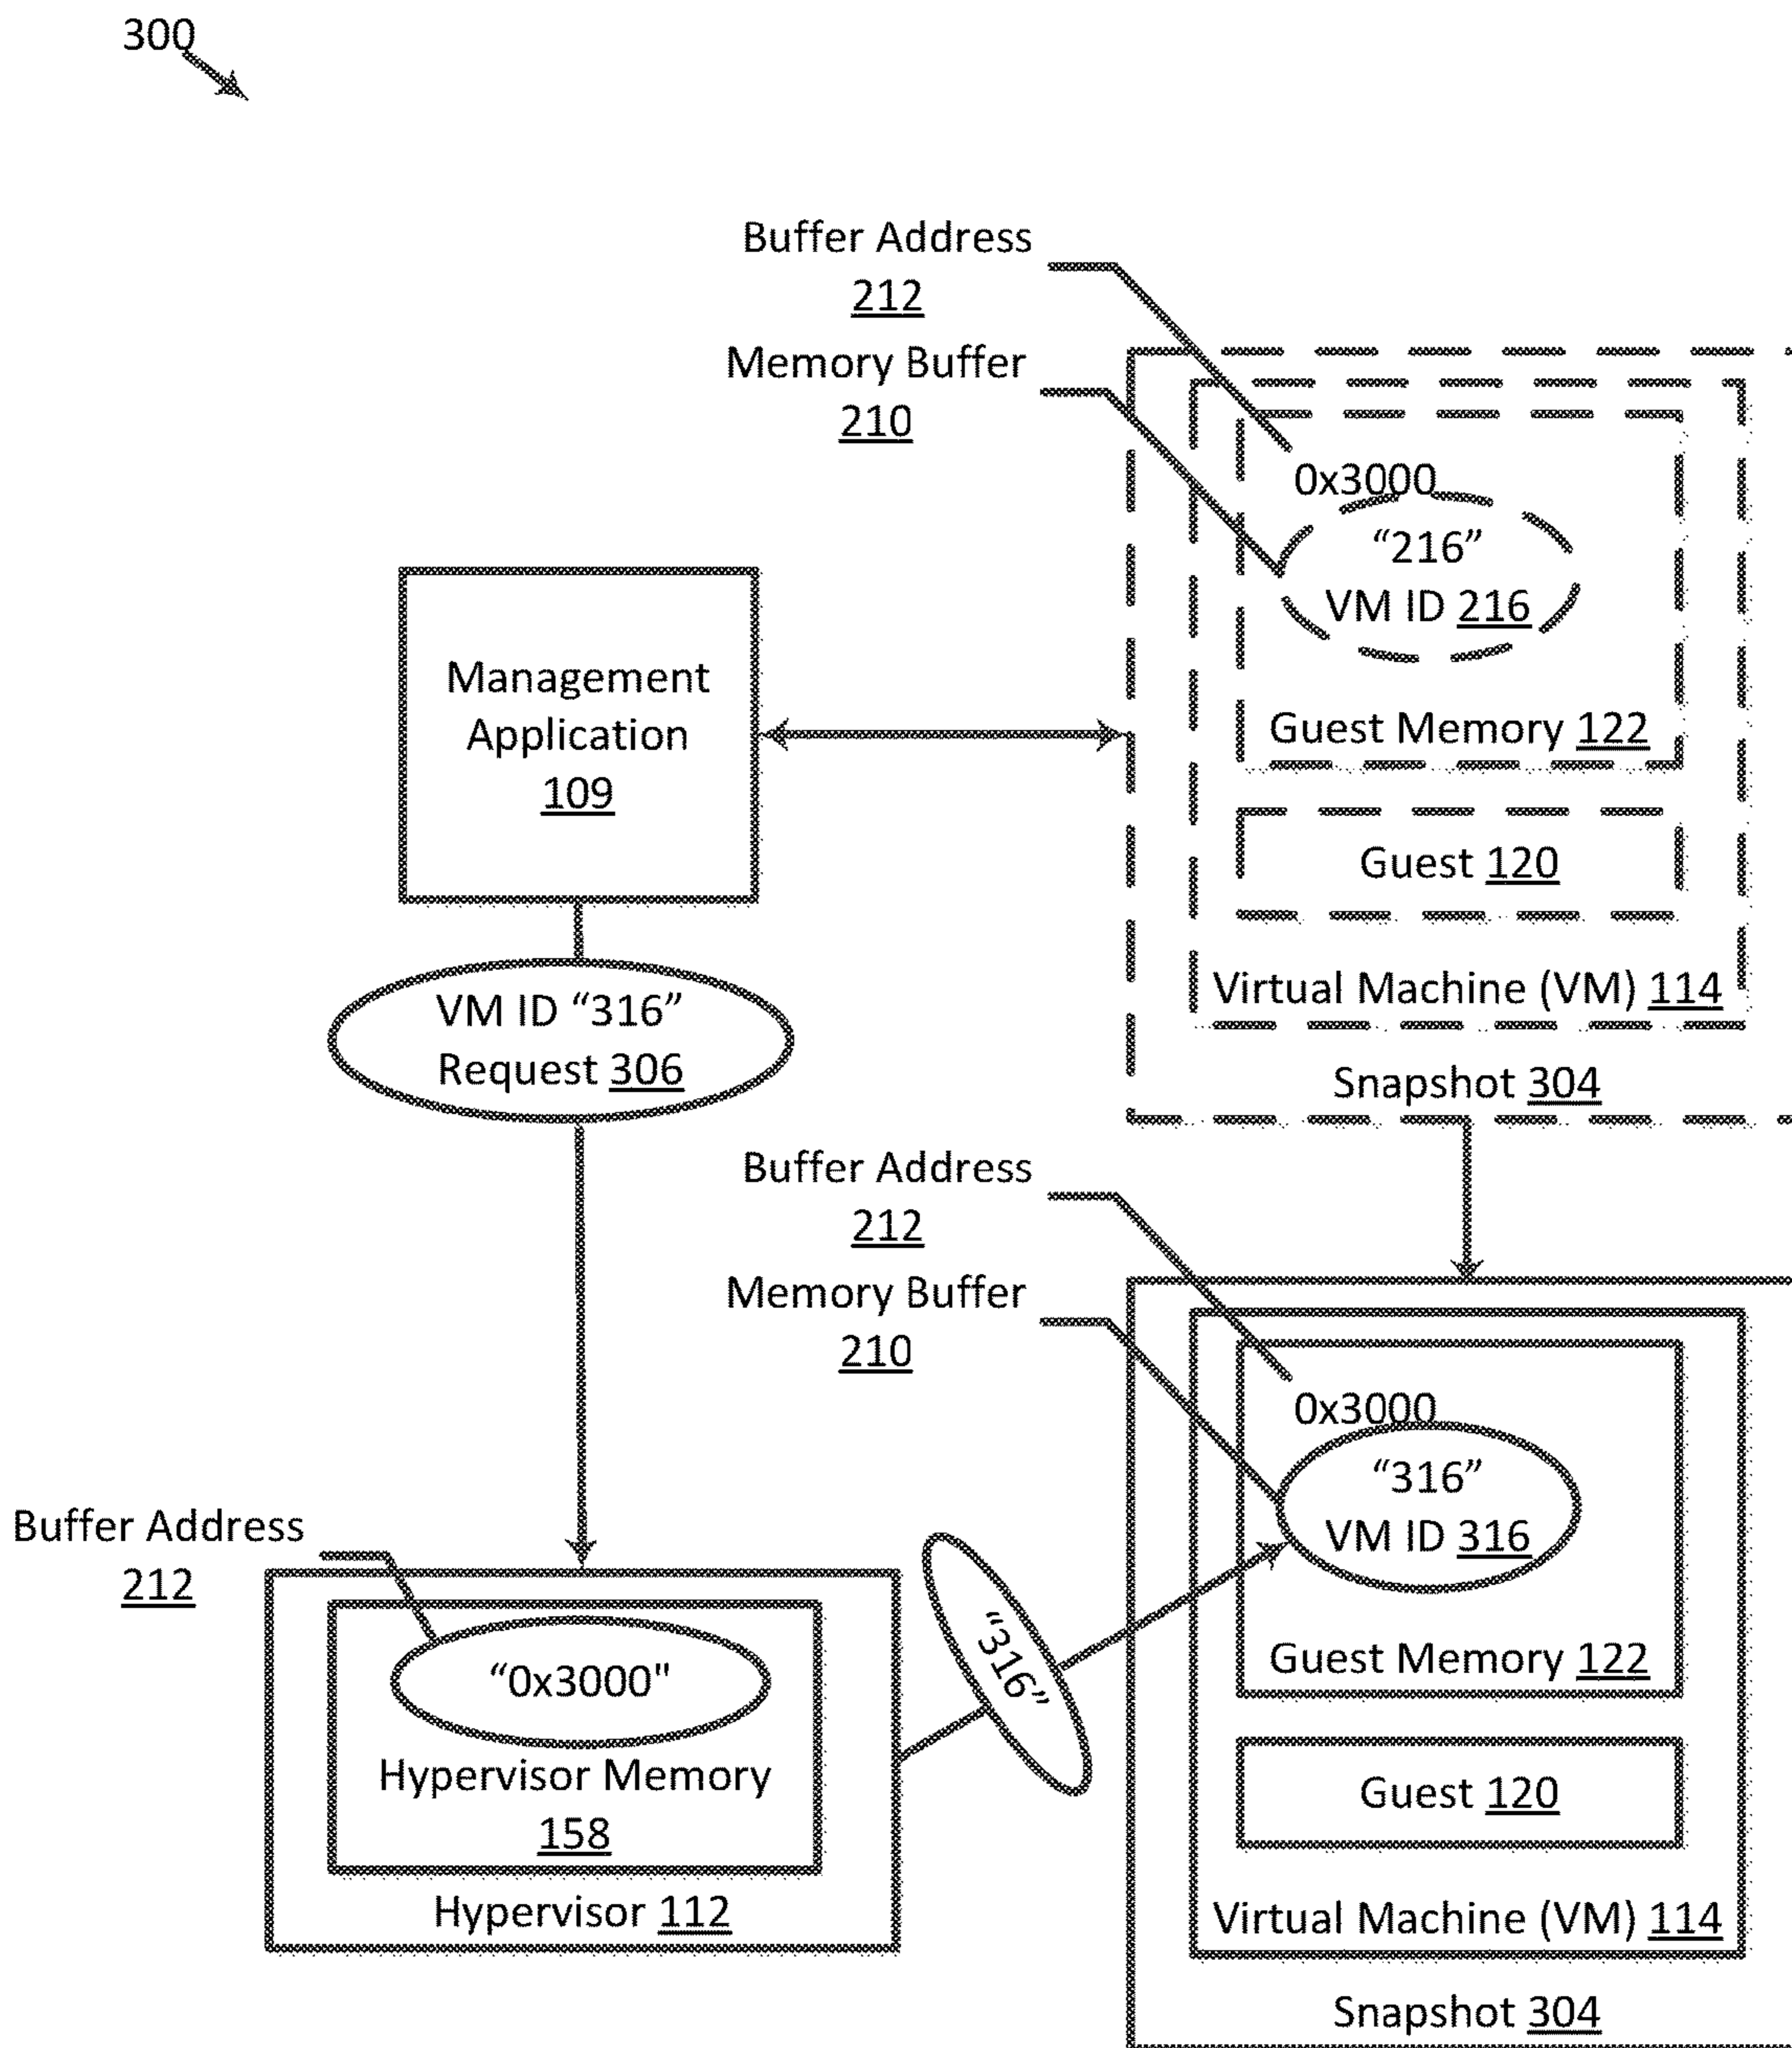 300
Buffer Address
212
Memory Buffer
210
0x3000
“216”
VM ID 216
Guest Memory 122
Guest 120
Virtual Machine (VM) 114
Snapshot 304
Management
Application
109
VM ID “316”
Request 306
Buffer Address
212
Memory Buffer
210
0x3000
“316”
VM ID 316
Guest Memory 122
Guest 120
Virtual Machine (VM) 114
Snapshot 304
Buffer Address
212
“0x3000"
Hypervisor Memory
158
Hypervisor 112
“316”